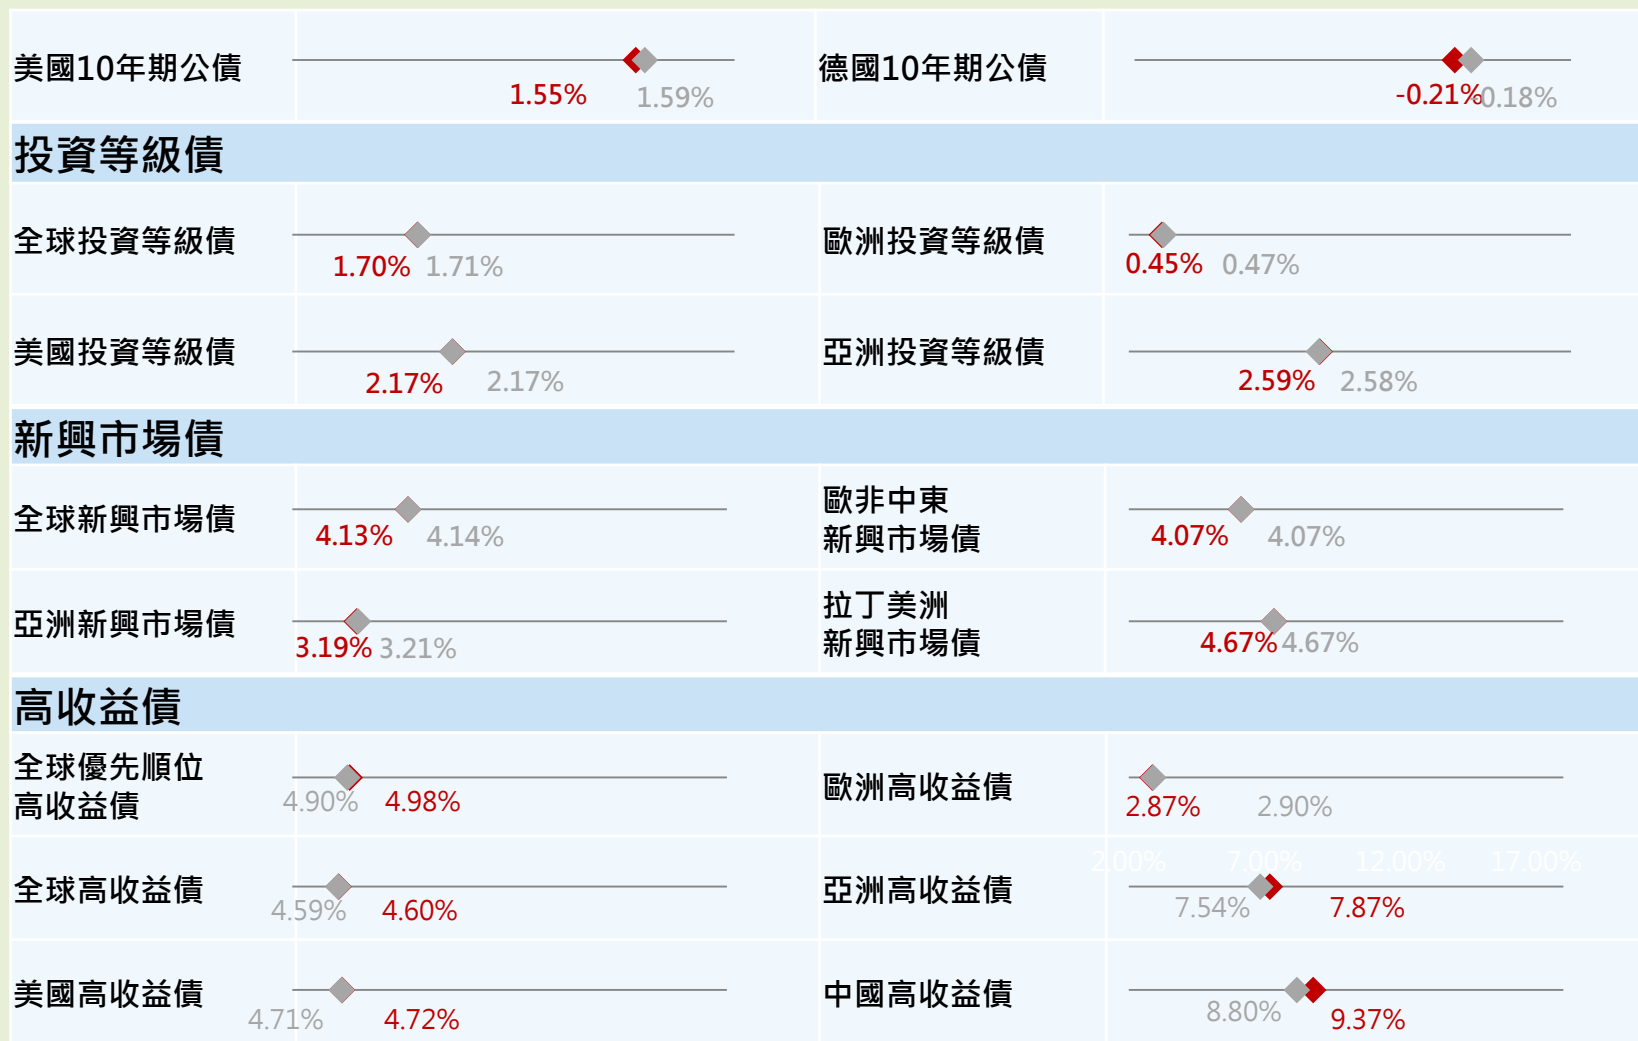 美國10年期公債
1.55% 1.59%
德國10年期公債
-0.21% -0.18%
投資等級債
全球投資等級債
1.70% 1.71%
歐洲投資等級債
0.45% 0.47%
美國投資等級債
2.17% 2.17%
亞洲投資等級債
2.59% 2.58%
新興市場債
全球新興市場債
4.13% 4.14%
歐非中東
新興市場債
4.07% 4.07%
亞洲新興市場債
3.19% 3.21%
拉丁美洲
新興市場債
4.67% 4.67%
高收益債
全球優先順位
高收益債
4.90% 4.98%
歐洲高收益債
2.87% 2.90%
全球高收益債
4.59% 4.60%
2.00% 7.00% 12.00% 17.00%
亞洲高收益債
7.54% 7.87%
美國高收益債
4.71% 4.72%
中國高收益債
8.80% 9.37%